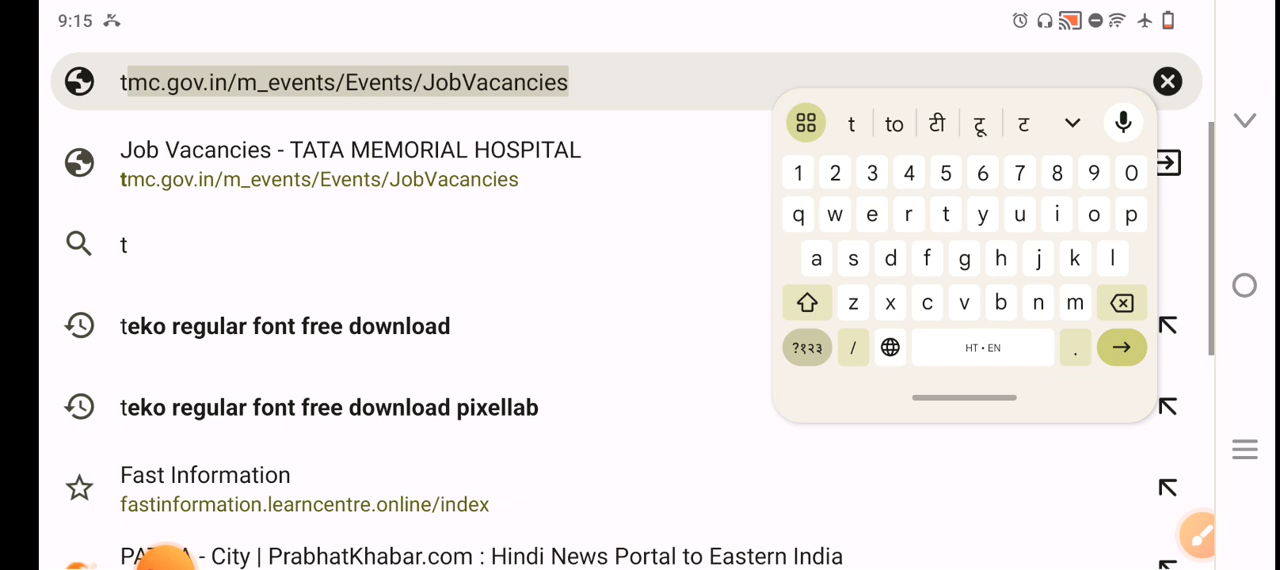 9:15
tmc.gov.in/m_events/Events/JobVacancies
Job Vacancies - TATA MEMORIAL HOSPITAL
tmc.gov.in/m_events/Events/JobVacancies
t
teko regular font free download
teko regular font free download pixellab
Fast Information
fastinformation.learncentre.online/index
- City | PrabhatKhabar.com : Hindi News Portal to Eastern India
t to टी टू ट
1 2 3 4 5 6 7 8 9 0
q w e r t y u i o p
a s d f g h j k l
z x c v b n m
?१२३ / HT • EN .